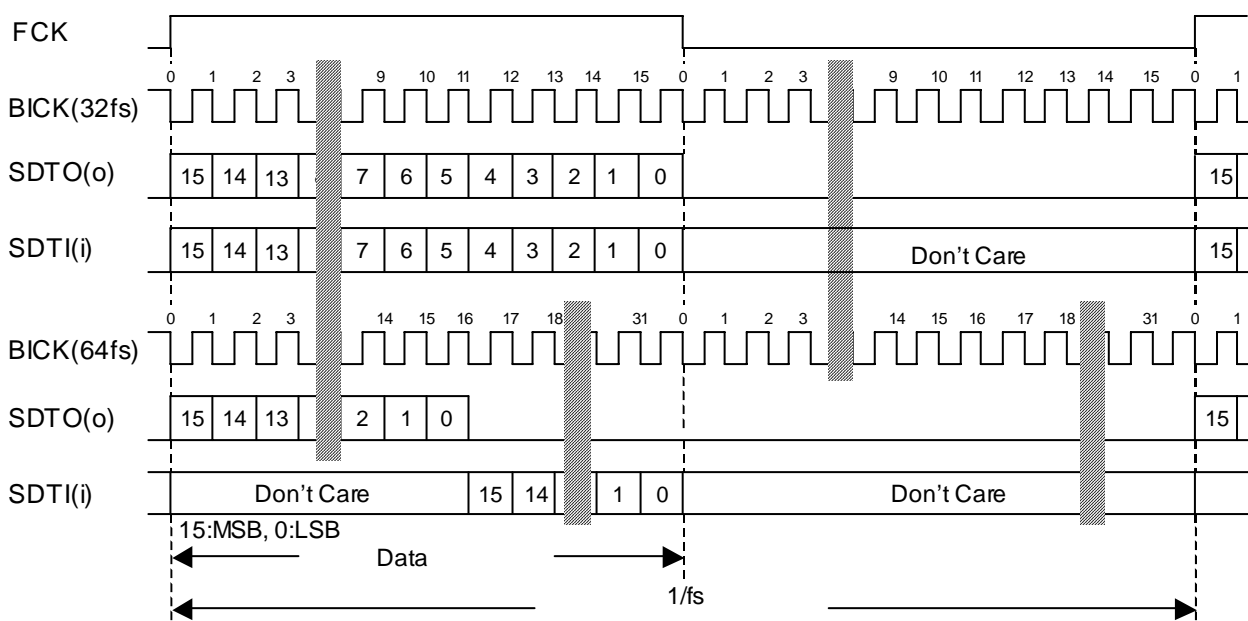 FCK
0 1 2 3 9 10 11 12 13 14 15 0 1 2 3 9 10 11 12 13 14 15 0 1
BICK(32fs)
SDTO(o) 15 14 13 7 6 5 4 3 2 1 0 15
SDTI(i) 15 14 13 7 6 5 4 3 2 1 0 Don't Care 15
0 1 2 3 14 15 16 17 18 31 0 1 2 3 14 15 16 17 18 31 0 1
BICK(64fs)
SDTO(o) 15 14 13 2 1 0 15
SDTI(i) Don't Care 15 14 1 0 Don't Care
15:MSB, 0:LSB
Data
1/fs